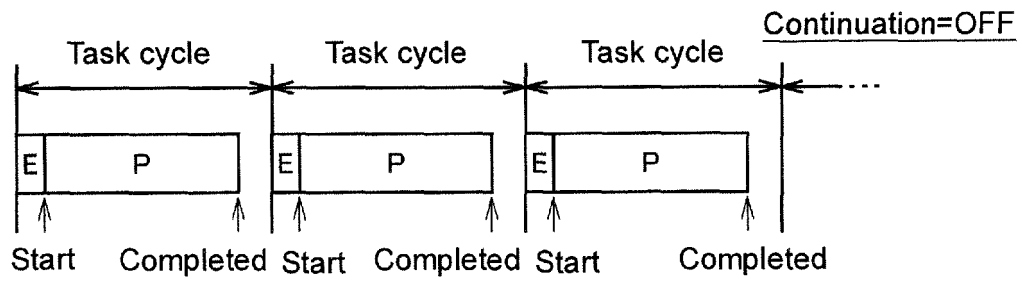 Continuation=OFF
Task cycle Task cycle Task cycle
E P E P E P
Start Completed Start Completed Start Completed